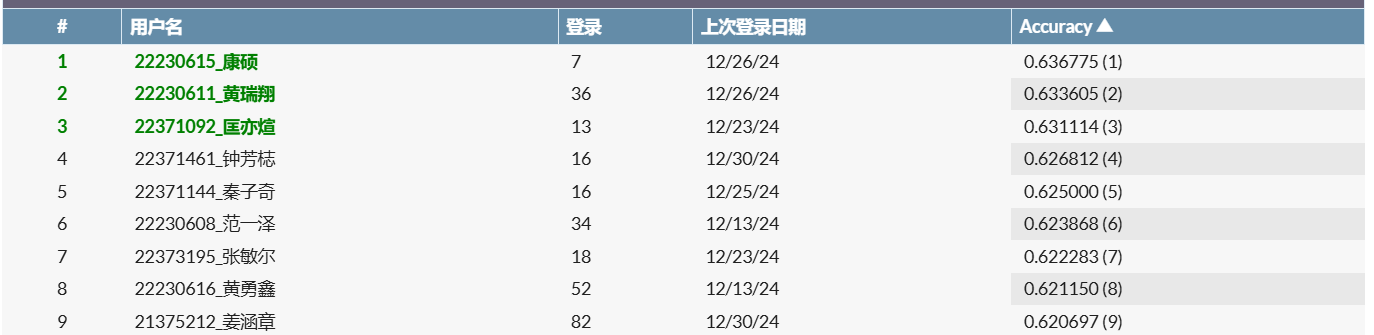 # 用户名 登录 上次登录日期 Accuracy ▲
1 22230615_康硕 7 12/26/24 0.636775 (1)
2 22230611_黄瑞翔 36 12/26/24 0.633605 (2)
3 22371092_匡亦煊 13 12/23/24 0.631114 (3)
4 22371461_钟芳梽 16 12/30/24 0.626812 (4)
5 22371144_秦子奇 16 12/25/24 0.625000 (5)
6 22230608_范一泽 34 12/13/24 0.623868 (6)
7 22373195_张敏尔 18 12/23/24 0.622283 (7)
8 22230616_黄勇鑫 52 12/13/24 0.621150 (8)
9 21375212_姜涵章 82 12/30/24 0.620697 (9)